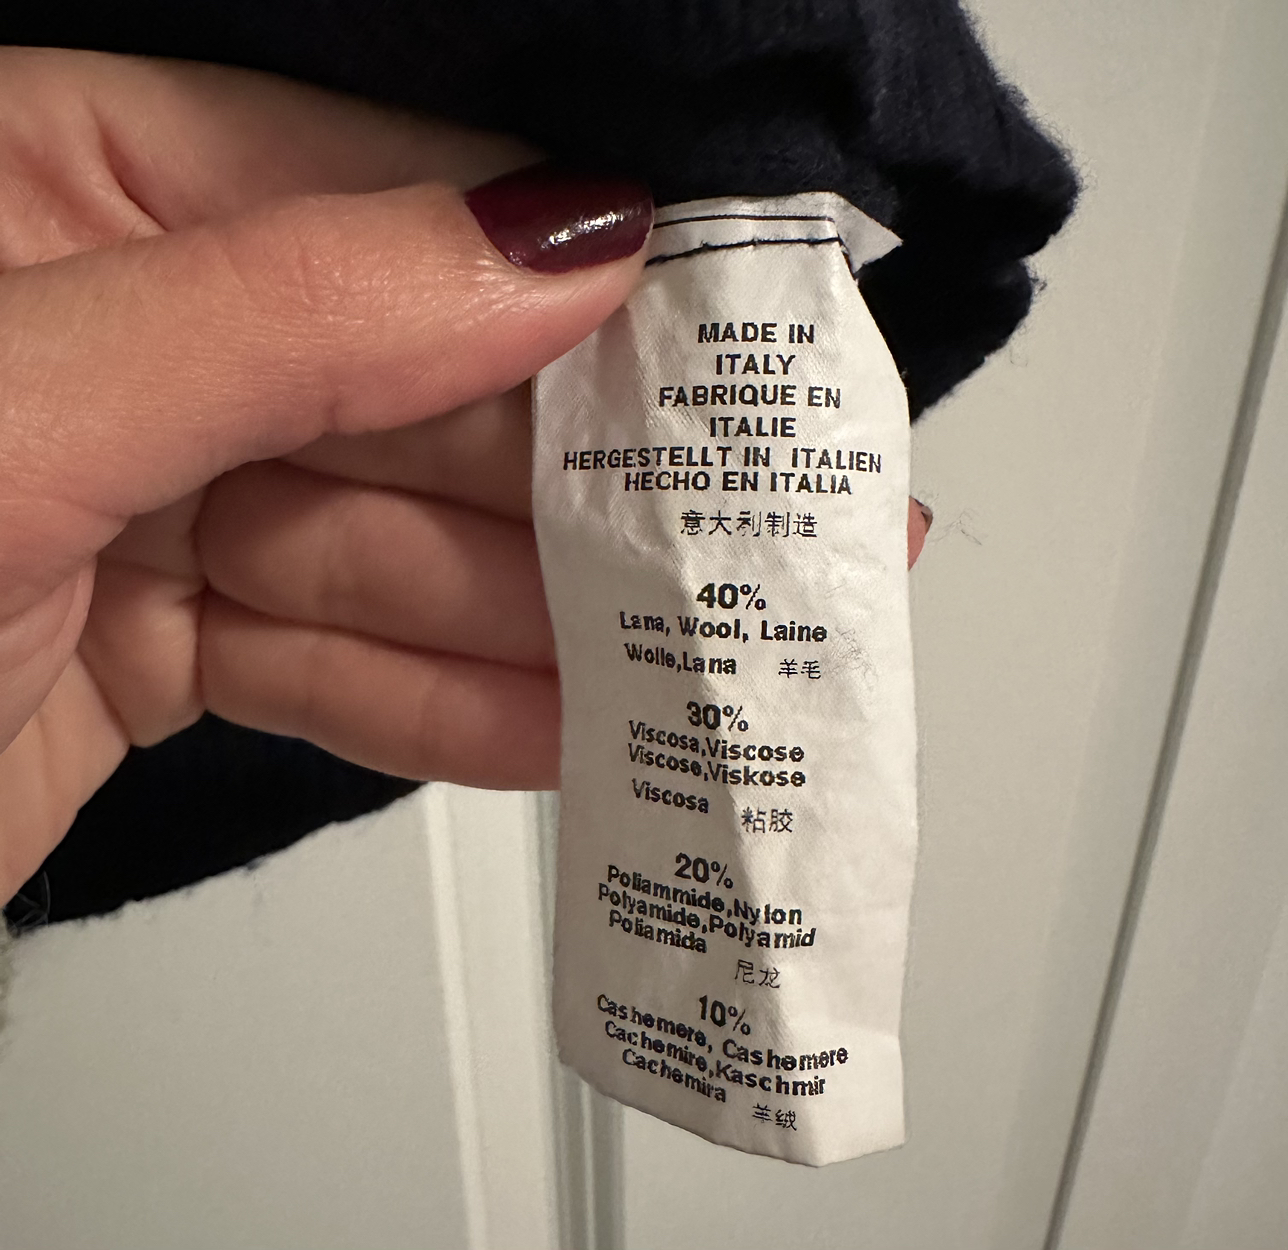 MADE IN
ITALY
FABRIQUE EN
ITALIE
HERGESTELLT IN ITALIEN
HECHO EN ITALIA
意大利制造
40%
Lana, Wool, Laine
Wolle,Lana 羊毛
30%
Viscosa,Viscose
Viscose,Viskose
Viscosa 粘胶
20%
Poliammide,Nylon
Polyamide,Polyamid
Poliamida
尼龙
10%
Cashemere, Cashemere
Cachemire,Kaschmir
Cachemira
羊绒